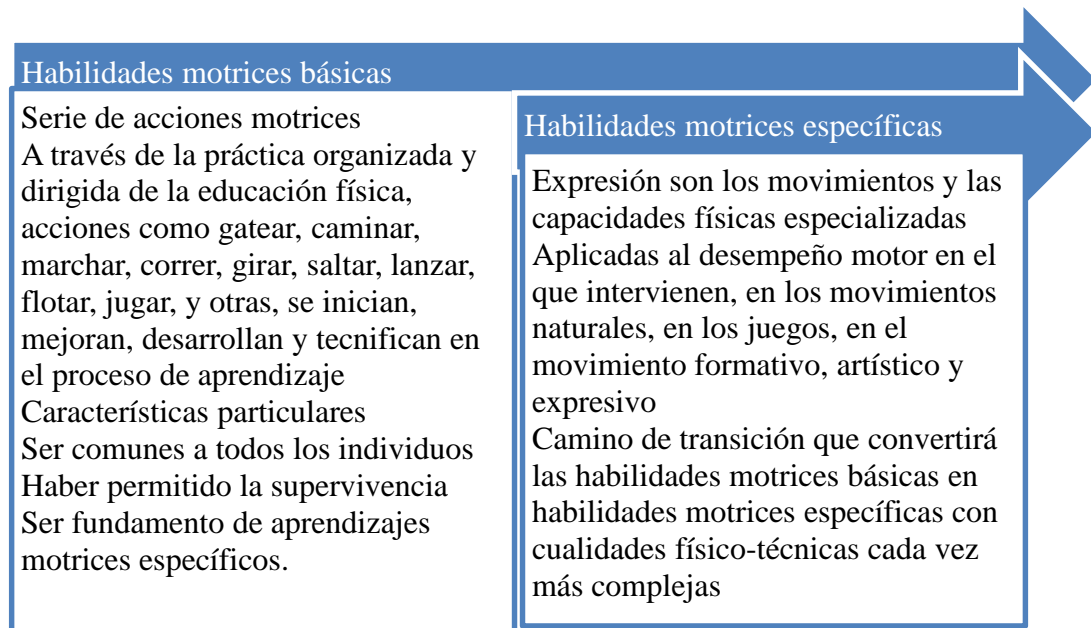 Habilidades motrices básicas
Serie de acciones motrices
A través de la práctica organizada y
dirigida de la educación física,
acciones como gatear, caminar,
marchar, correr, girar, saltar, lanzar,
flotar, jugar, y otras, se inician,
mejoran, desarrollan y tecnifican en
el proceso de aprendizaje
Características particulares
Ser comunes a todos los individuos
Haber permitido la supervivencia
Ser fundamento de aprendizajes
motrices específicos.
Habilidades motrices específicas
Expresión son los movimientos y las
capacidades físicas especializadas
Aplicadas al desempeño motor en el
que intervienen, en los movimientos
naturales, en los juegos, en el
movimiento formativo, artístico y
expresivo
Camino de transición que convertirá
las habilidades motrices básicas en
habilidades motrices específicas con
cualidades físico-técnicas cada vez
más complejas